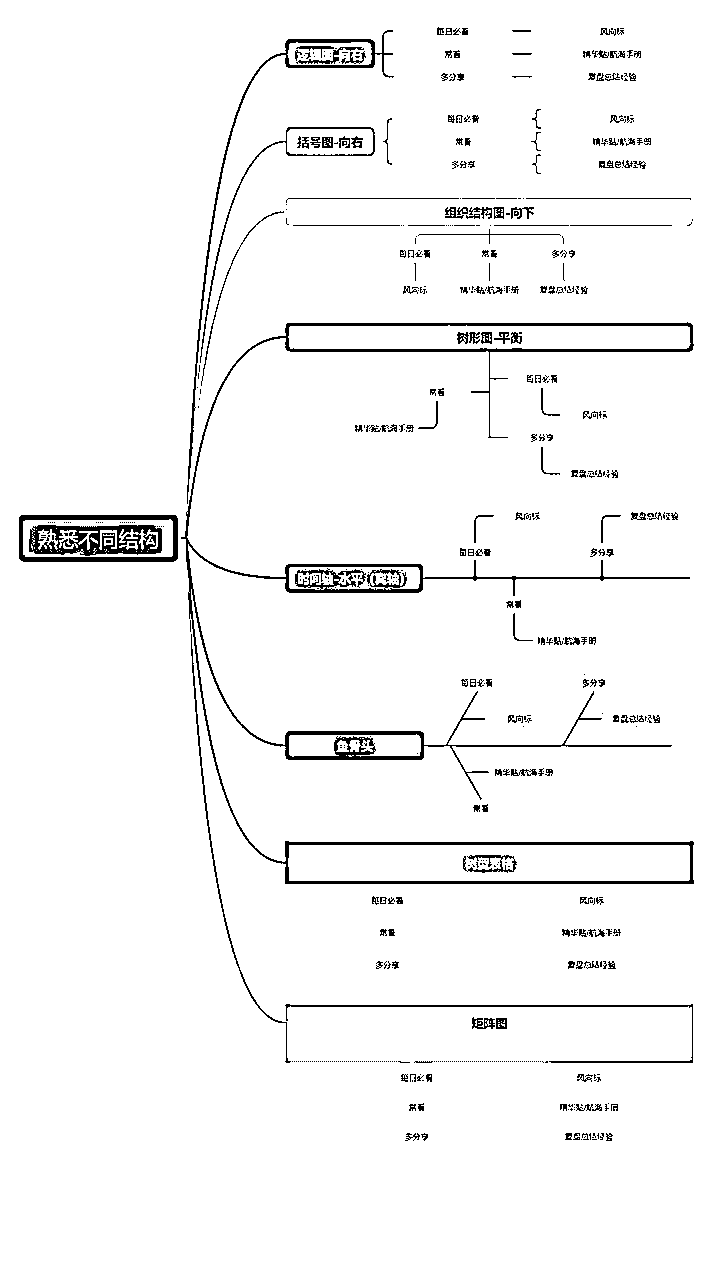 熟悉不同结构
逻辑图-向右
每日必看 风向标
常看 精华贴/航海手册
多分享 复盘总结经验
括号图-向右
每日必看 风向标
常看 精华贴/航海手册
多分享 复盘总结经验
组织结构图-向下
每日必看 常看 多分享
风向标 精华贴/航海手册 复盘总结经验
树形图-平衡
每日必看
常看
风向标
精华贴/航海手册
多分享
复盘总结经验
风向标 复盘总结经验
每日必看 多分享
时间轴-水平
常看
精华贴/航海手册
每日必看 多分享
风向标 复盘总结经验
鱼骨头
精华贴/航海手册
常看
树型表格
每日必看 风向标
常看 精华贴/航海手册
多分享 复盘总结经验
矩阵图
每日必看 风向标
常看 精华贴/航海手册
多分享 复盘总结经验